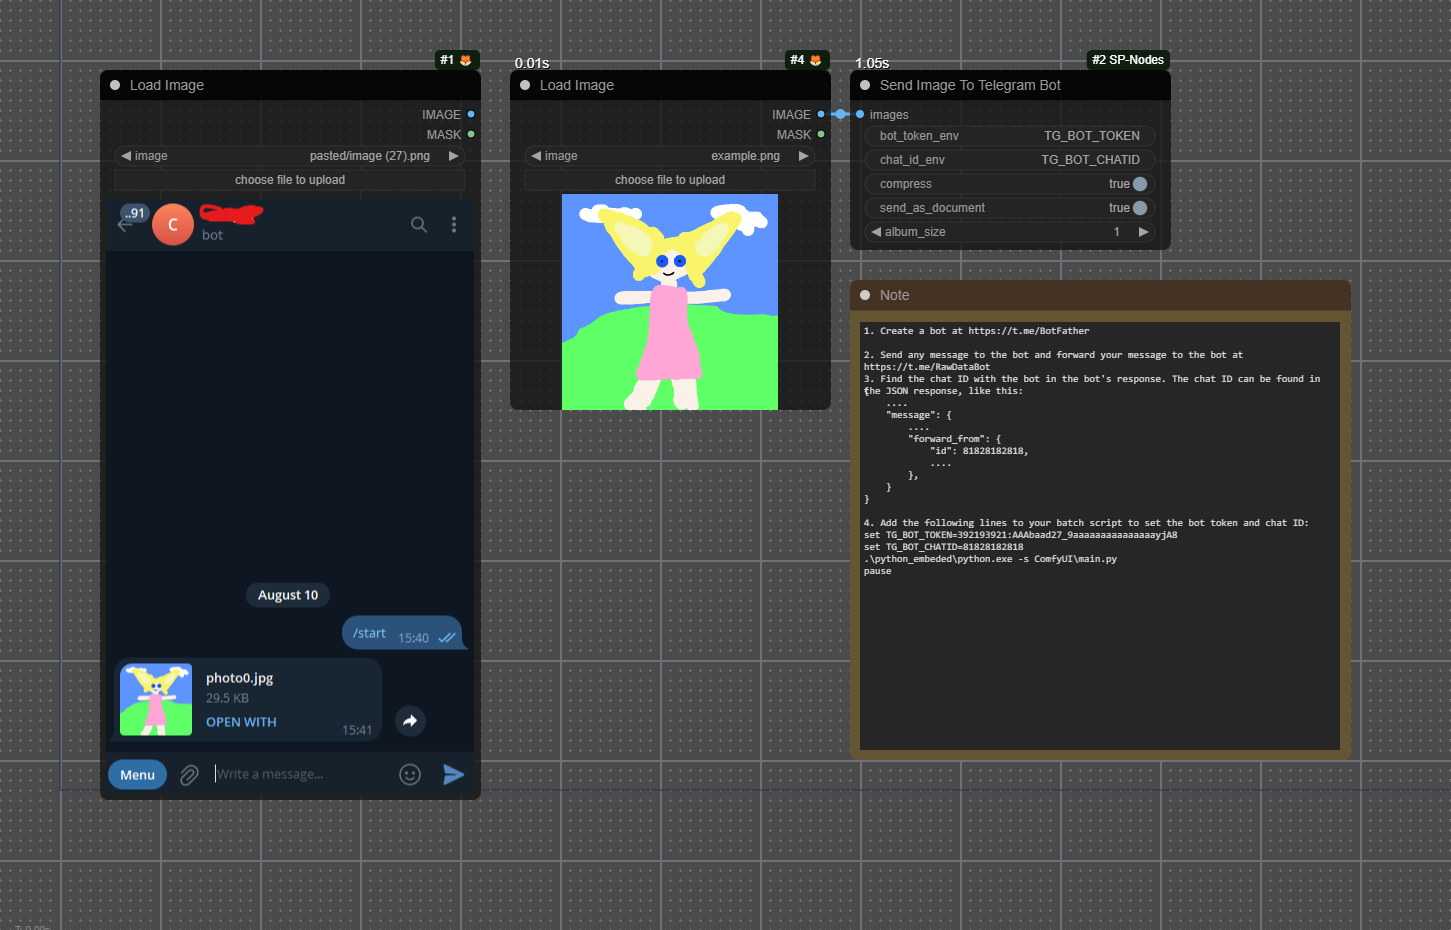 #1
Load Image
IMAGE
MASK
image pasted/image (27).png
choose file to upload
..91
C
bot
August 10
/start 15:40
photo0.jpg
29.5 KB
OPEN WITH
15:41
Menu
Write a message...
0.01s
#4
Load Image
IMAGE
MASK
image example.png
choose file to upload
1.05s
#2 SP-Nodes
Send Image To Telegram Bot
images
bot_token_env TG_BOT_TOKEN
chat_id_env TG_BOT_CHATID
compress true
send_as_document true
album_size 1
Note
1. Create a bot at https://t.me/BotFather
2. Send any message to the bot and forward your message to the bot at
https://t.me/RawDataBot
3. Find the chat ID with the bot in the bot's response. The chat ID can be found in
the JSON response, like this:
{
....
"message": {
....
"forward_from": {
"id": 81828182818,
....
},
}
}
4. Add the following lines to your batch script to set the bot token and chat ID:
set TG_BOT_TOKEN=392193921:AAAbaad27_9aaaaaaaaaaaaaaayjA8
set TG_BOT_CHATID=81828182818
.\python_embeded\python.exe -s ComfyUI\main.py
pause